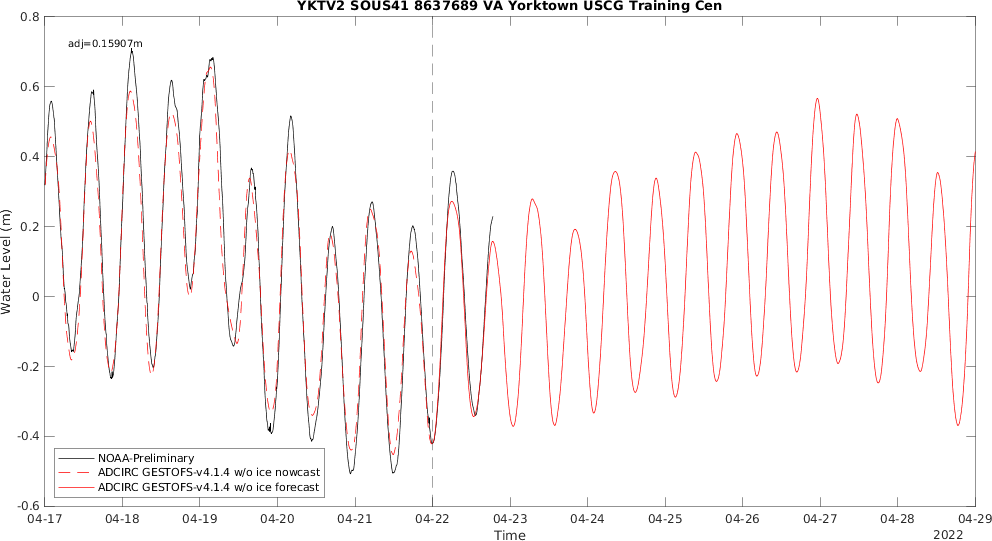 YKTV2 SOUS41 8637689 VA Yorktown USCG Training Cen
adj=0.15907m
0.8
0.6
0.4
0.2
0
-0.2
-0.4
-0.6
Water Level (m)
NOAA-Preliminary
ADCIRC GESTOFS-v4.1.4 w/o ice nowcast
ADCIRC GESTOFS-v4.1.4 w/o ice forecast
04-17 04-18 04-19 04-20 04-21 04-22 04-23 04-24 04-25 04-26 04-27 04-28 04-29
Time
2022